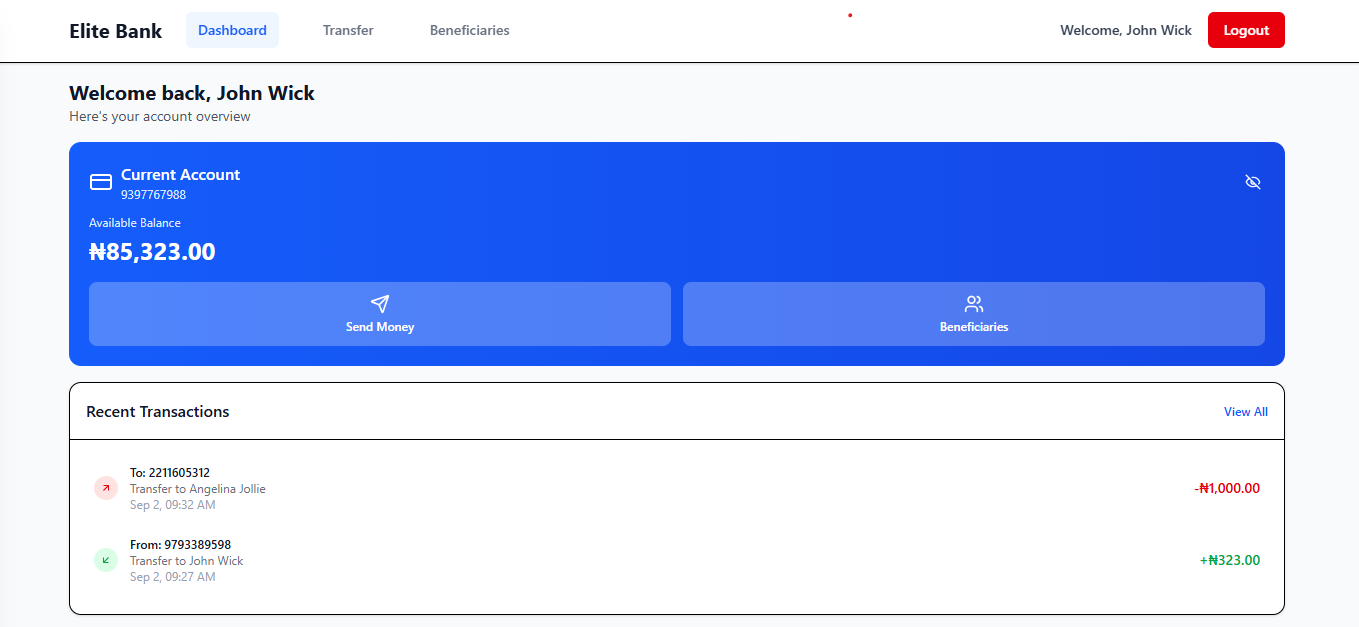 Elite Bank
Dashboard
Transfer
Beneficiaries
Welcome, John Wick
Logout
Welcome back, John Wick
Here's your account overview
Current Account
9397767988
Available Balance
₦85,323.00
Send Money
Beneficiaries
Recent Transactions
View All
To: 2211605312
Transfer to Angelina Jollie
Sep 2, 09:32 AM
-₦1,000.00
From: 9793389598
Transfer to John Wick
Sep 2, 09:27 AM
+₦323.00